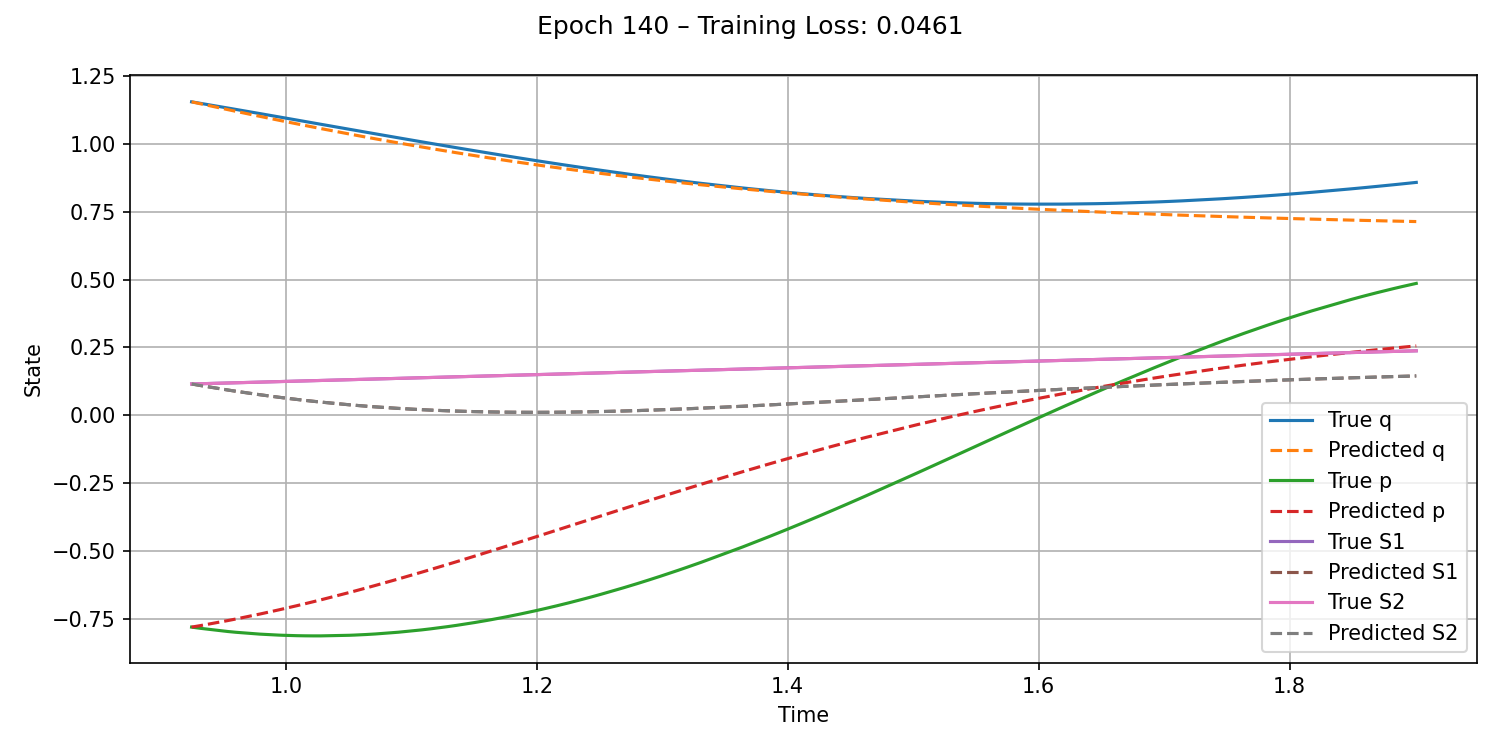 Epoch 140 – Training Loss: 0.0461
1.25
1.00
0.75
0.50
0.25
0.00
−0.25
−0.50
−0.75
State
1.0
1.2
1.4
1.6
1.8
Time
True q
Predicted q
True p
Predicted p
True S1
Predicted S1
True S2
Predicted S2